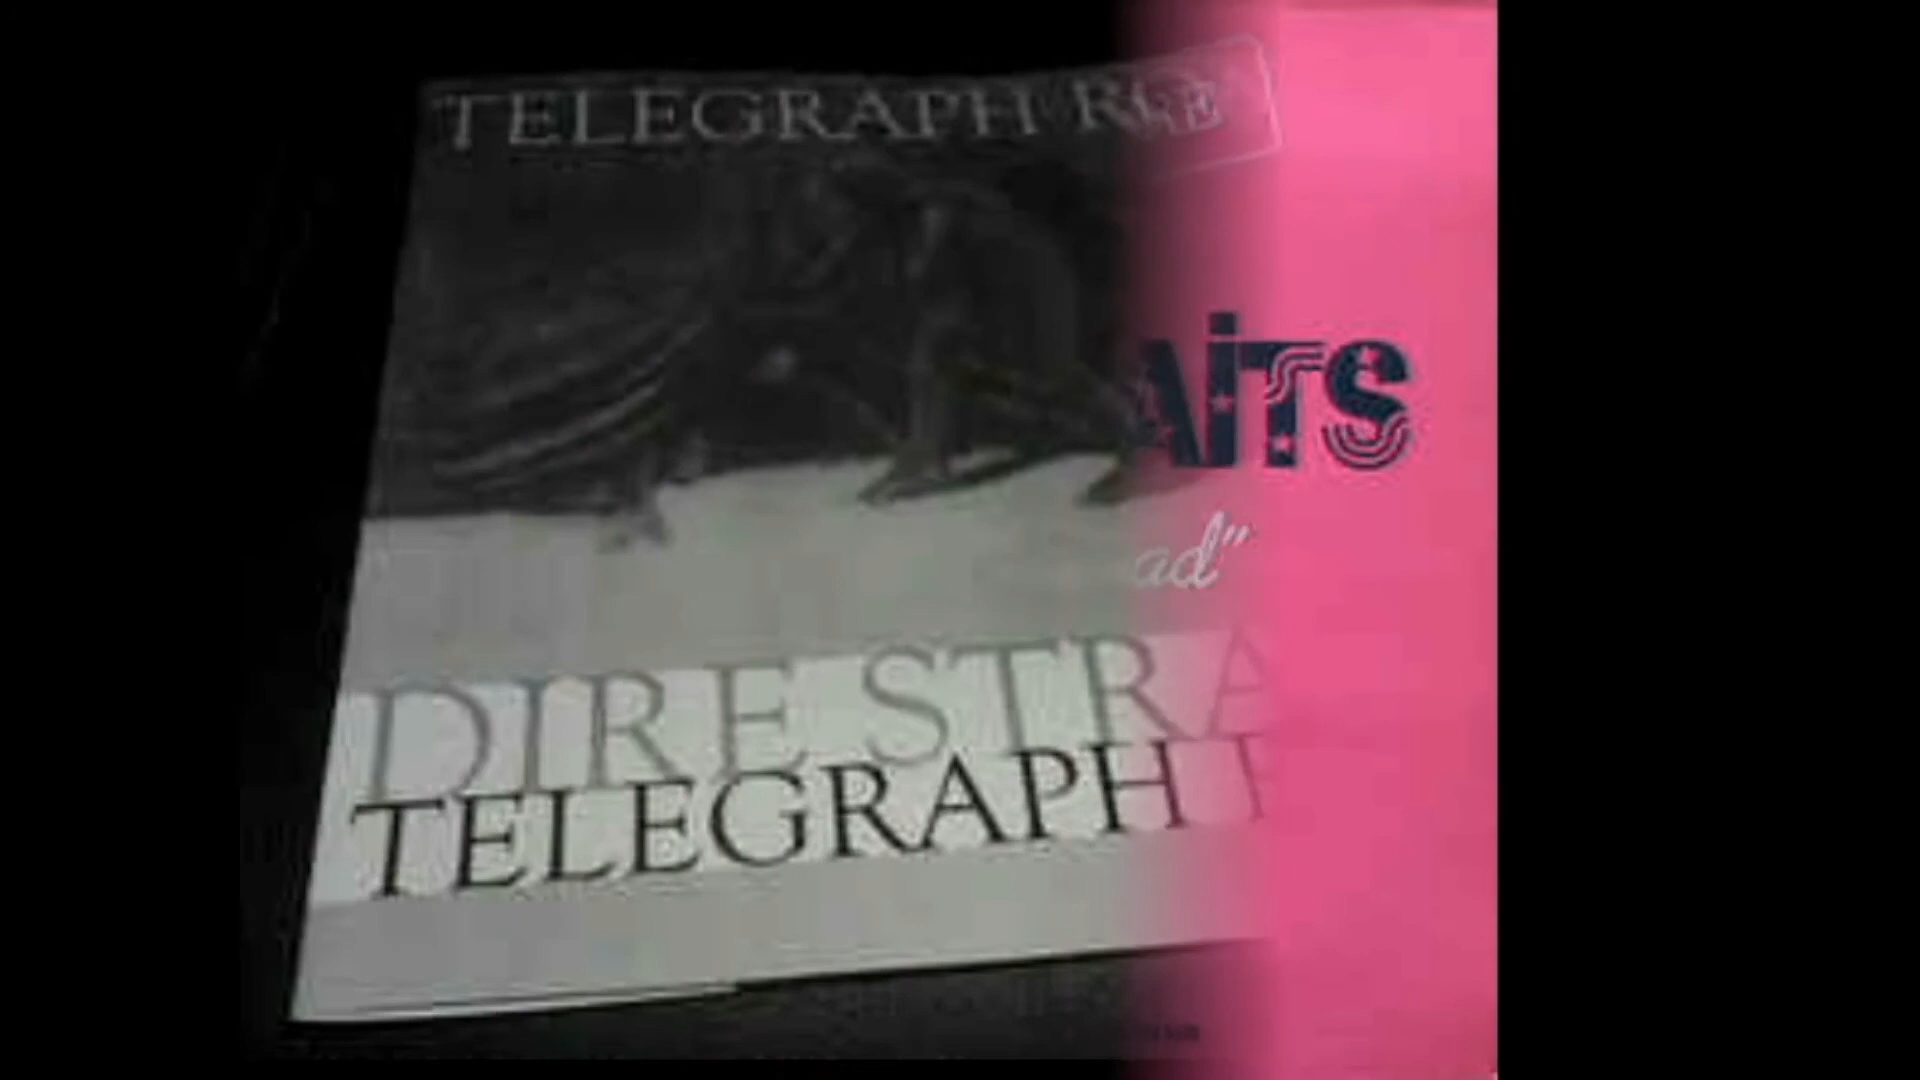 TELEGRAPH
AiTS
ad"
DIRE STRA
TELEGRAPH